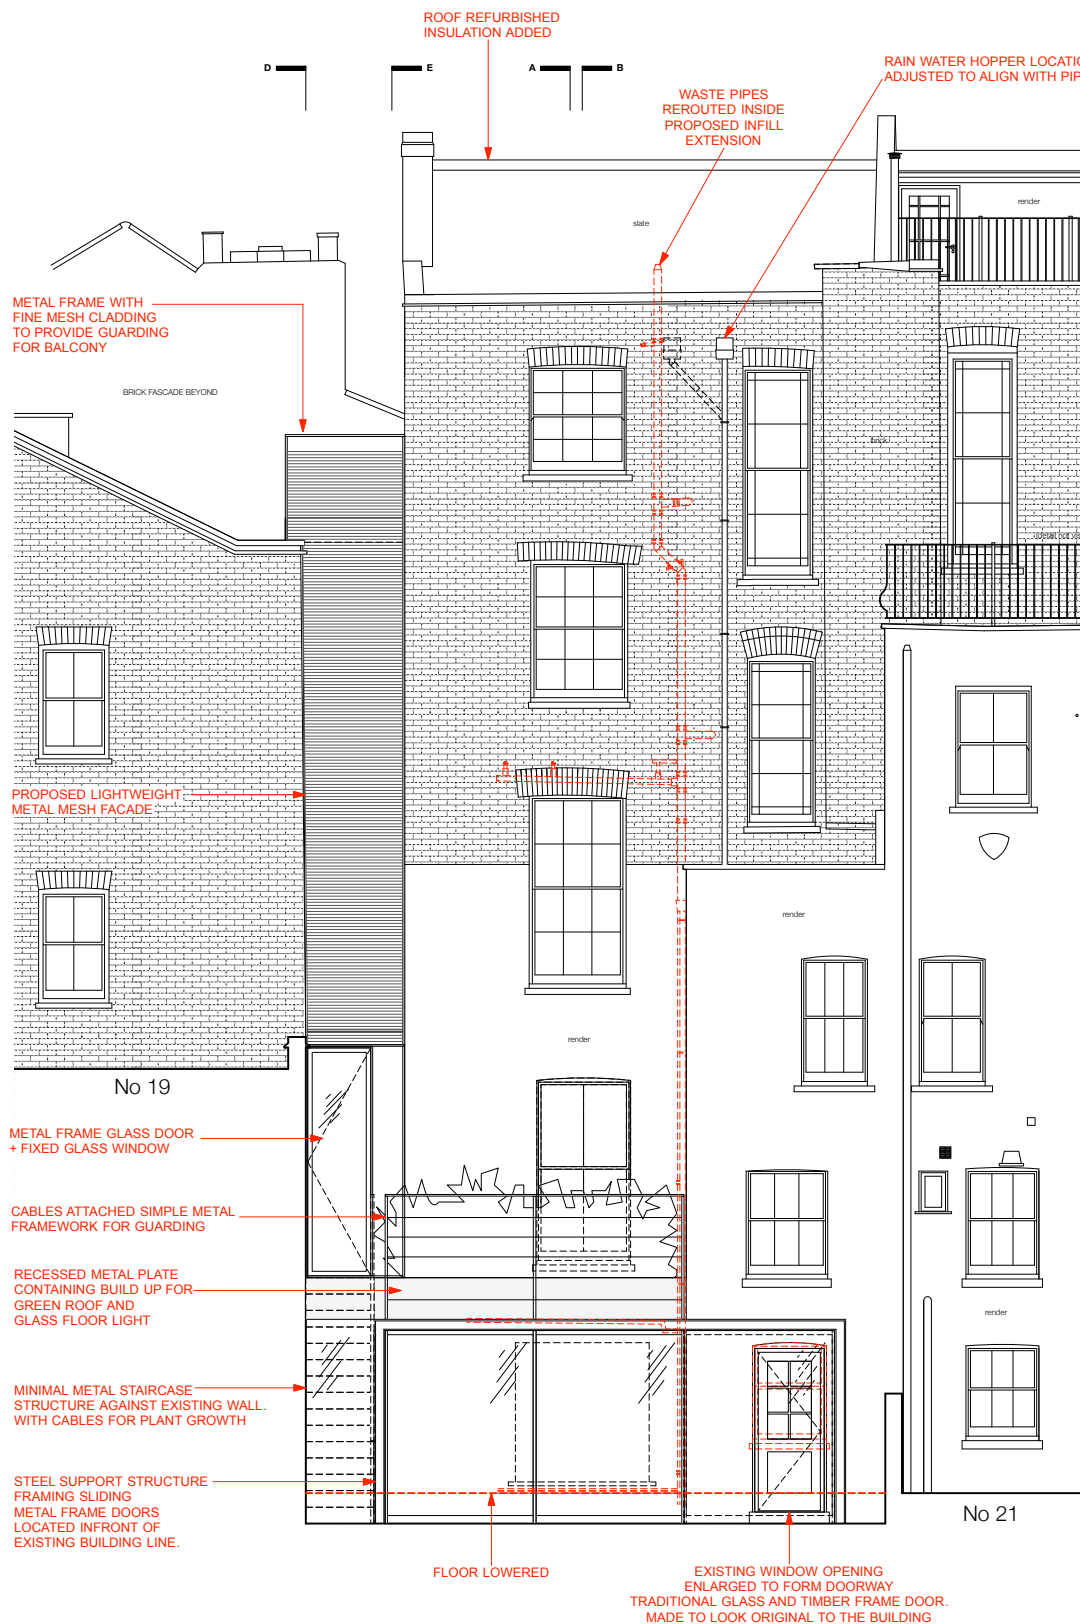 ROOF REFURBISHED
INSULATION ADDED
D
E
A
B
RAIN WATER HOPPER
ADJUSTED TO ALIGN WITH
WASTE PIPES
REROUTED INSIDE
PROPOSED INFILL
EXTENSION
render
slate
METAL FRAME WITH
FINE MESH CLADDING
TO PROVIDE GUARDING
FOR BALCONY
BRICK FASCADE BEYOND
brick
(detail not
PROPOSED LIGHTWEIGHT
METAL MESH FACADE
render
render
No 19
METAL FRAME GLASS DOOR
+ FIXED GLASS WINDOW
CABLES ATTACHED SIMPLE METAL
FRAMEWORK FOR GUARDING
RECESSED METAL PLATE
CONTAINING BUILD UP FOR
GREEN ROOF AND
GLASS FLOOR LIGHT
render
MINIMAL METAL STAIRCASE
STRUCTURE AGAINST EXISTING WALL.
WITH CABLES FOR PLANT GROWTH
STEEL SUPPORT STRUCTURE
FRAMING SLIDING
METAL FRAME DOORS
LOCATED INFRONT OF
EXISTING BUILDING LINE.
No 21
FLOOR LOWERED
EXISTING WINDOW OPENING
ENLARGED TO FORM DOORWAY
TRADITIONAL GLASS AND TIMBER FRAME DOOR.
MADE TO LOOK ORIGINAL TO THE BUILDING